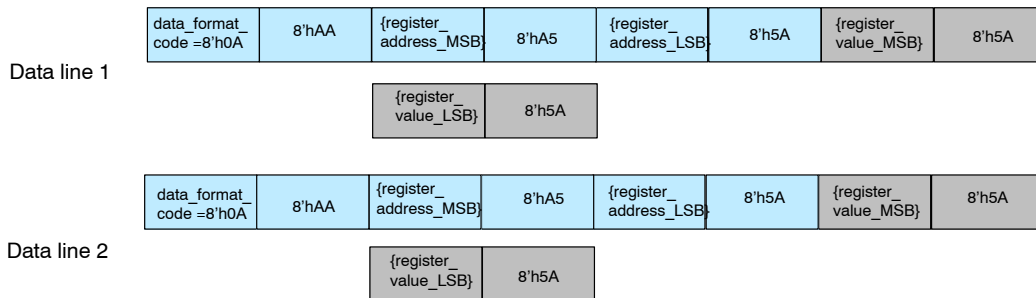 data_format_
code =8'h0A
8'hAA
{register_
address_MSB}
8'hA5
{register_
address_LSB}
8'h5A
{register_
value_MSB}
8'h5A
Data line 1
{register_
value_LSB}
8'h5A
data_format_
code =8'h0A
8'hAA
{register_
address_MSB}
8'hA5
{register_
address_LSB}
8'h5A
{register_
value_MSB}
8'h5A
Data line 2
{register_
value_LSB}
8'h5A